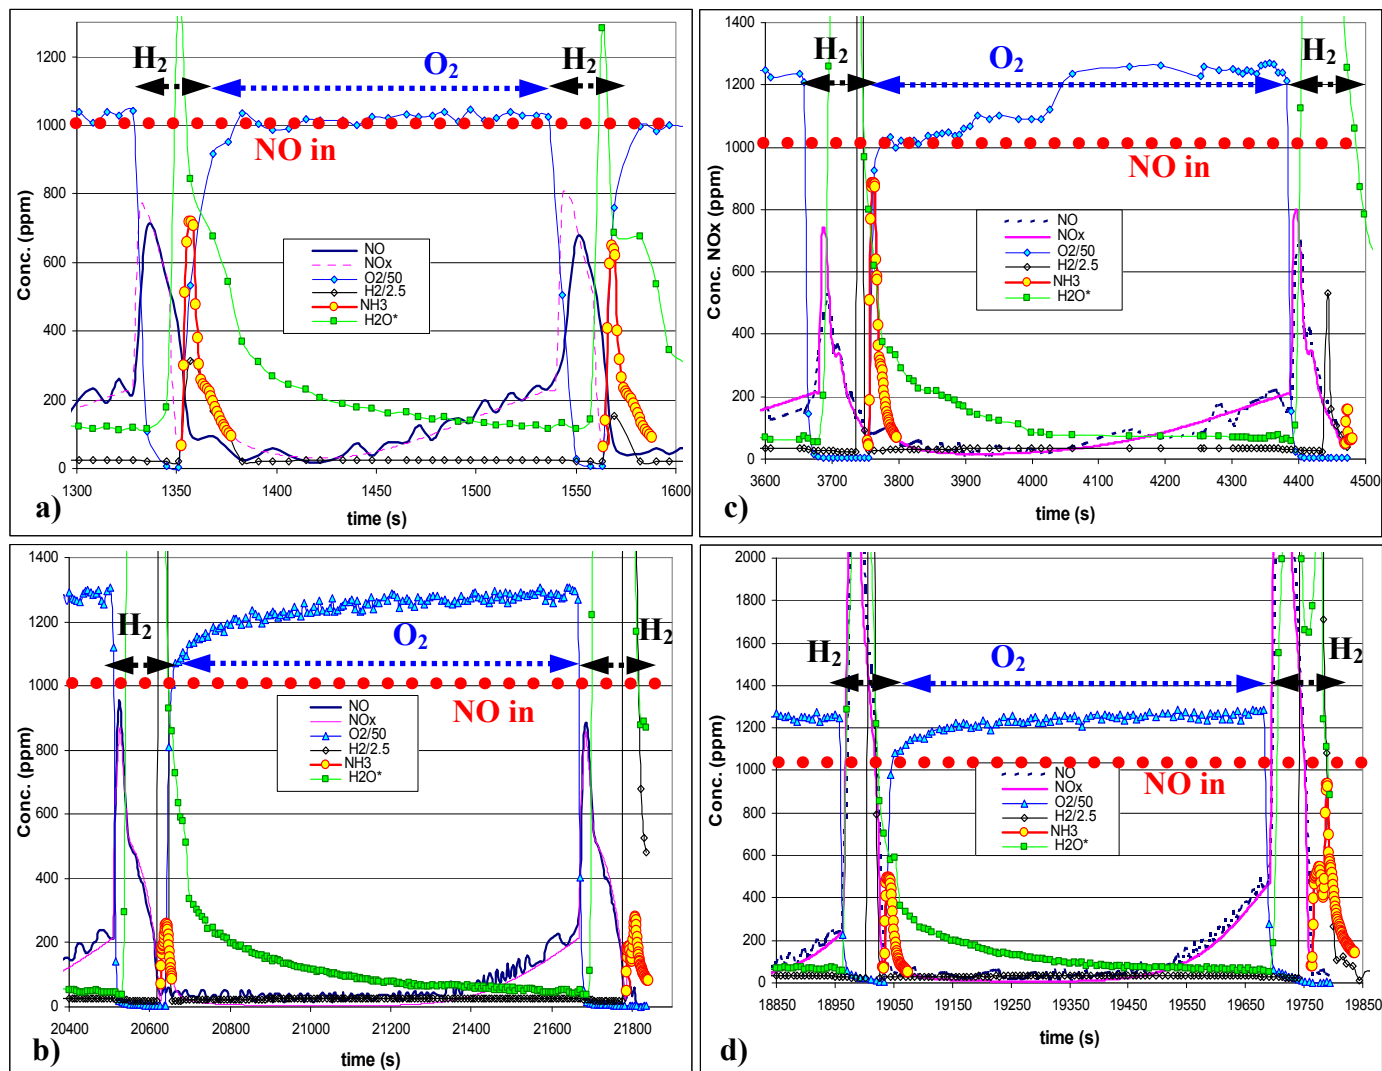 H2
O2
H2
NO in
NO
NOx
O2/50
H2/2.5
NH3
H2O*
Conc. (ppm)
1200
1000
800
600
400
200
0
1300 1350 1400 1450 1500 1550 1600
time (s)
a)
H2
O2
H2
NO in
NO
NOx
O2/50
H2/2.5
NH3
H2O*
Conc. NOx (ppm)
1400
1200
1000
800
600
400
200
0
3600 3700 3800 3900 4000 4100 4200 4300 4400 4500
time (s)
c)
H2
O2
H2
NO in
NO
NOx
O2/50
H2/2.5
NH3
H2O*
Conc. (ppm)
1400
1200
1000
800
600
400
200
0
20400 20600 20800 21000 21200 21400 21600 21800
time (s)
b)
H2
O2
H2
NO in
NO
NOx
O2/50
H2/2.5
NH3
H2O*
Conc. (ppm)
2000
1800
1600
1400
1200
1000
800
600
400
200
0
18850 18950 19050 19150 19250 19350 19450 19550 19650 19750 19850
time (s)
d)